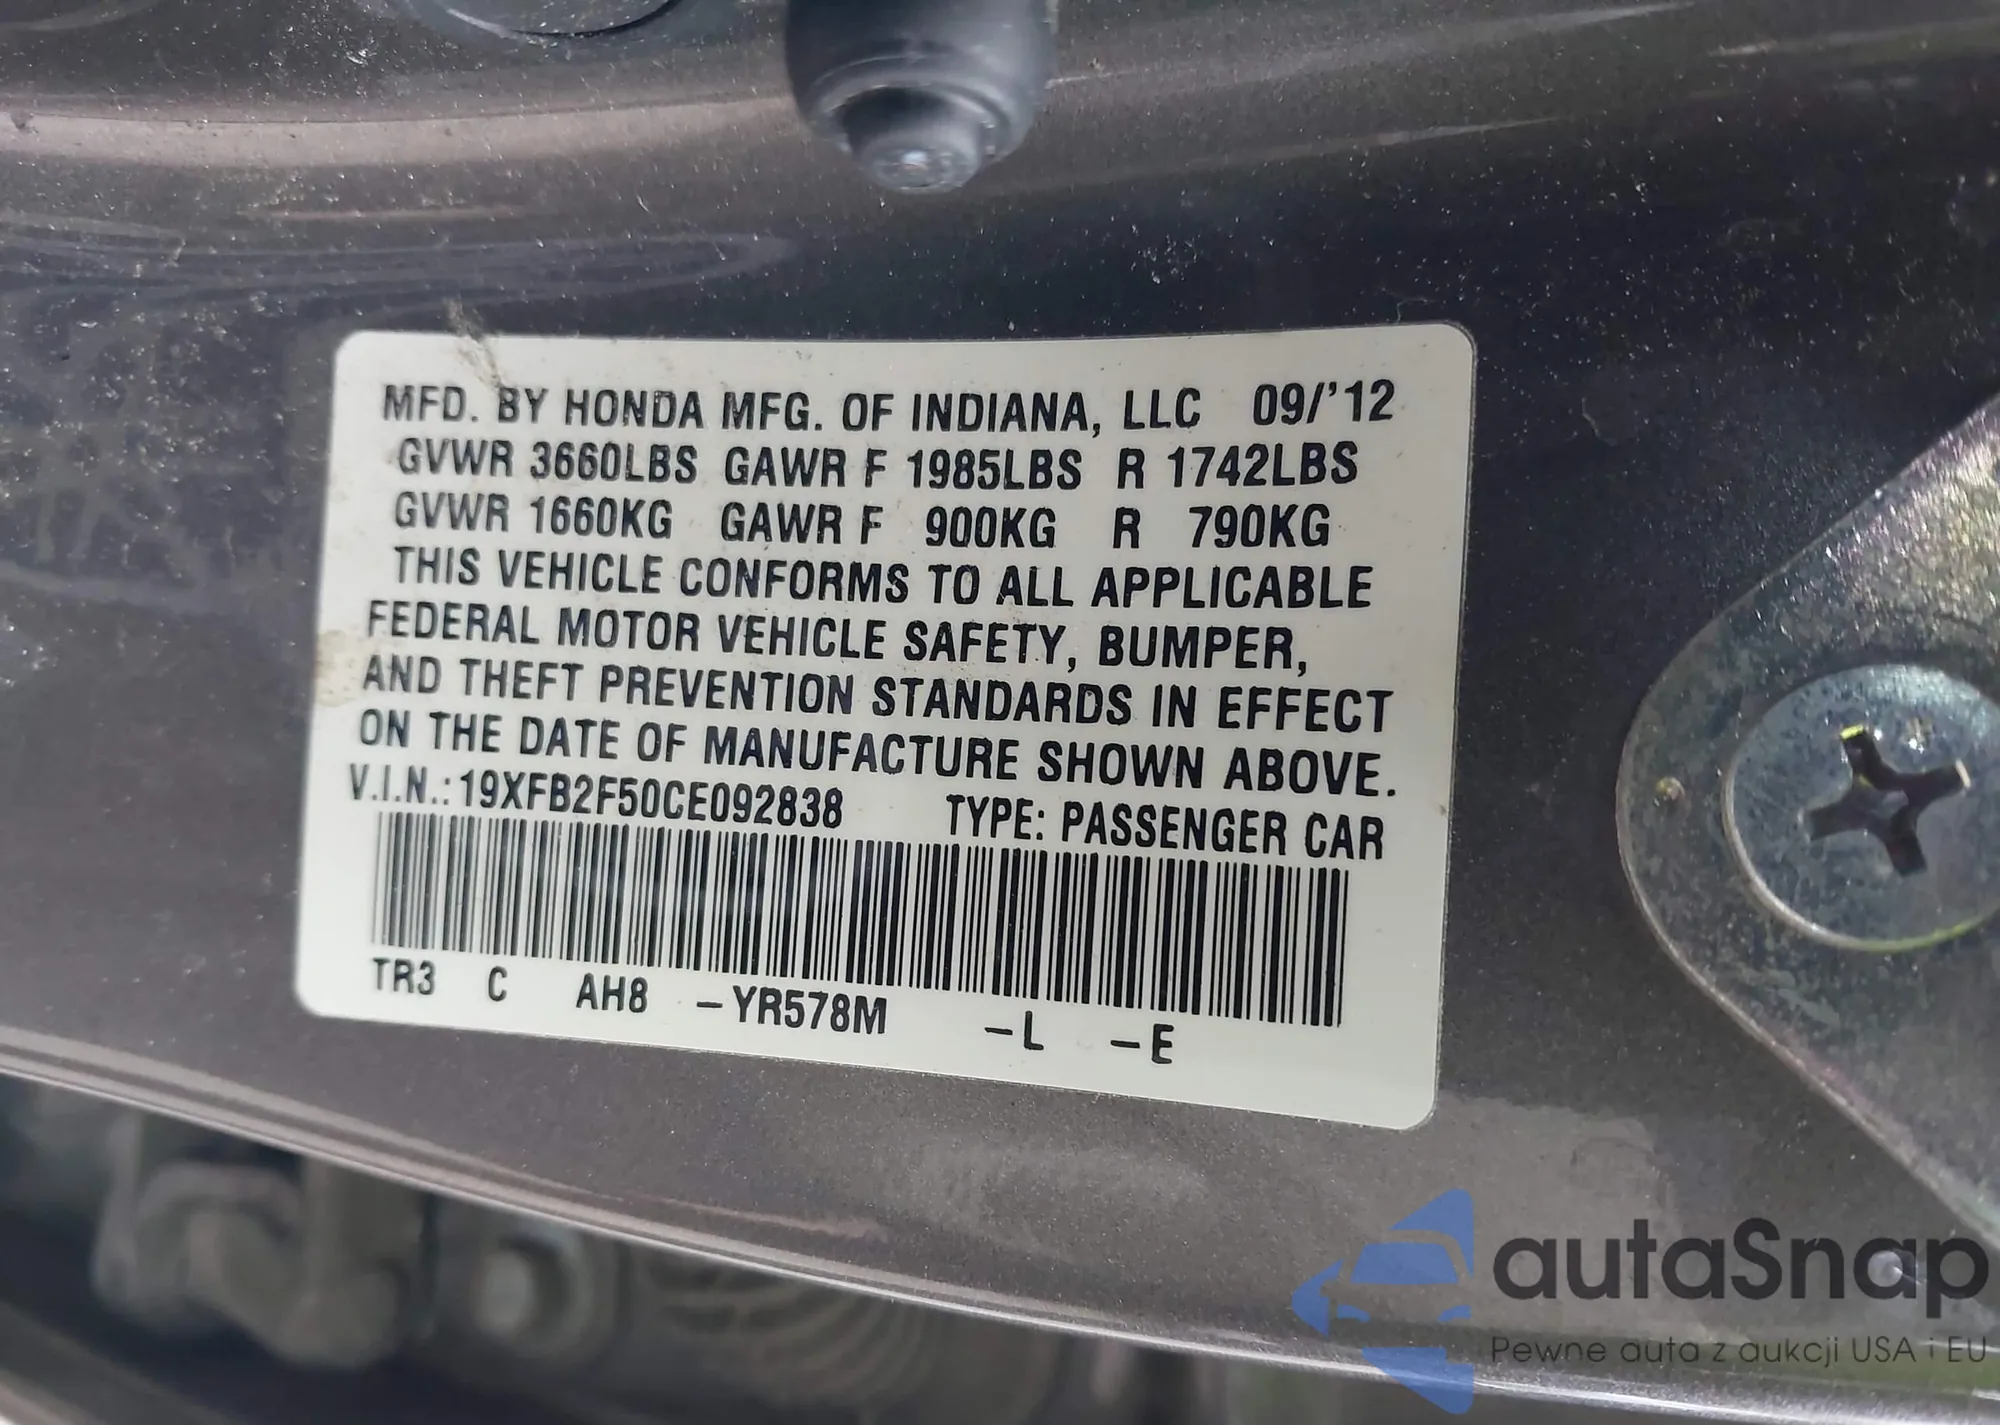 MFD. BY HONDA MFG. OF INDIANA, LLC 09/'12
GVWR 3660LBS GAWR F 1985LBS R 1742LBS
GVWR 1660KG GAWR F 900KG R 790KG
THIS VEHICLE CONFORMS TO ALL APPLICABLE
FEDERAL MOTOR VEHICLE SAFETY, BUMPER,
AND THEFT PREVENTION STANDARDS IN EFFECT
ON THE DATE OF MANUFACTURE SHOWN ABOVE.
V.I.N.: 19XFB2F50CE092838 TYPE: PASSENGER CAR
TR3 C AH8 -YR578M -L -E
autaSnap
Pewne auta z aukcji USA i EU